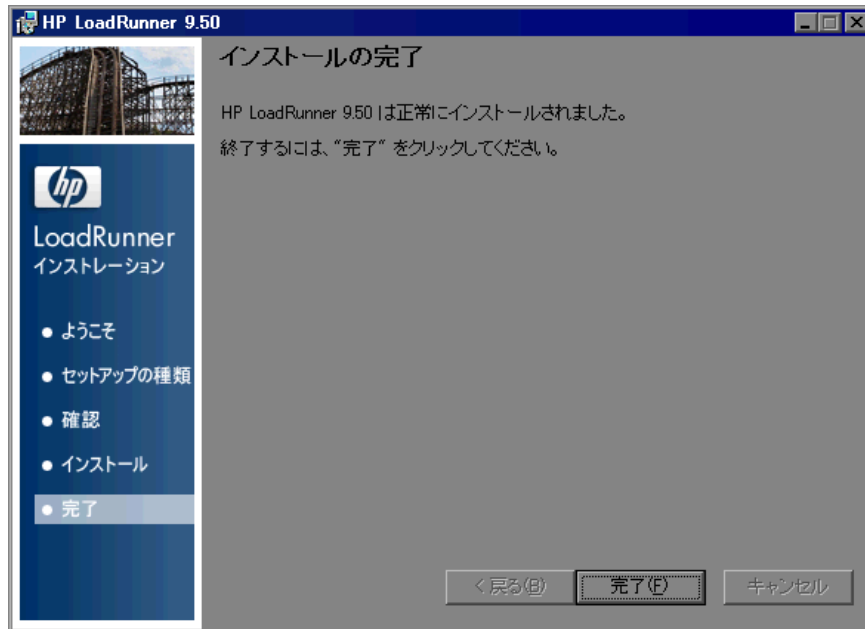 HP LoadRunner 9.50
インストールの完了
HP LoadRunner 9.50 は正常にインストールされました。
終了するには、“完了” をクリックしてください。
hp
LoadRunner
インストレーション
● ようこそ
● セットアップの種類
● 確認
● インストール
● 完了
< 戻る(B)
完了(F)
キャンセル